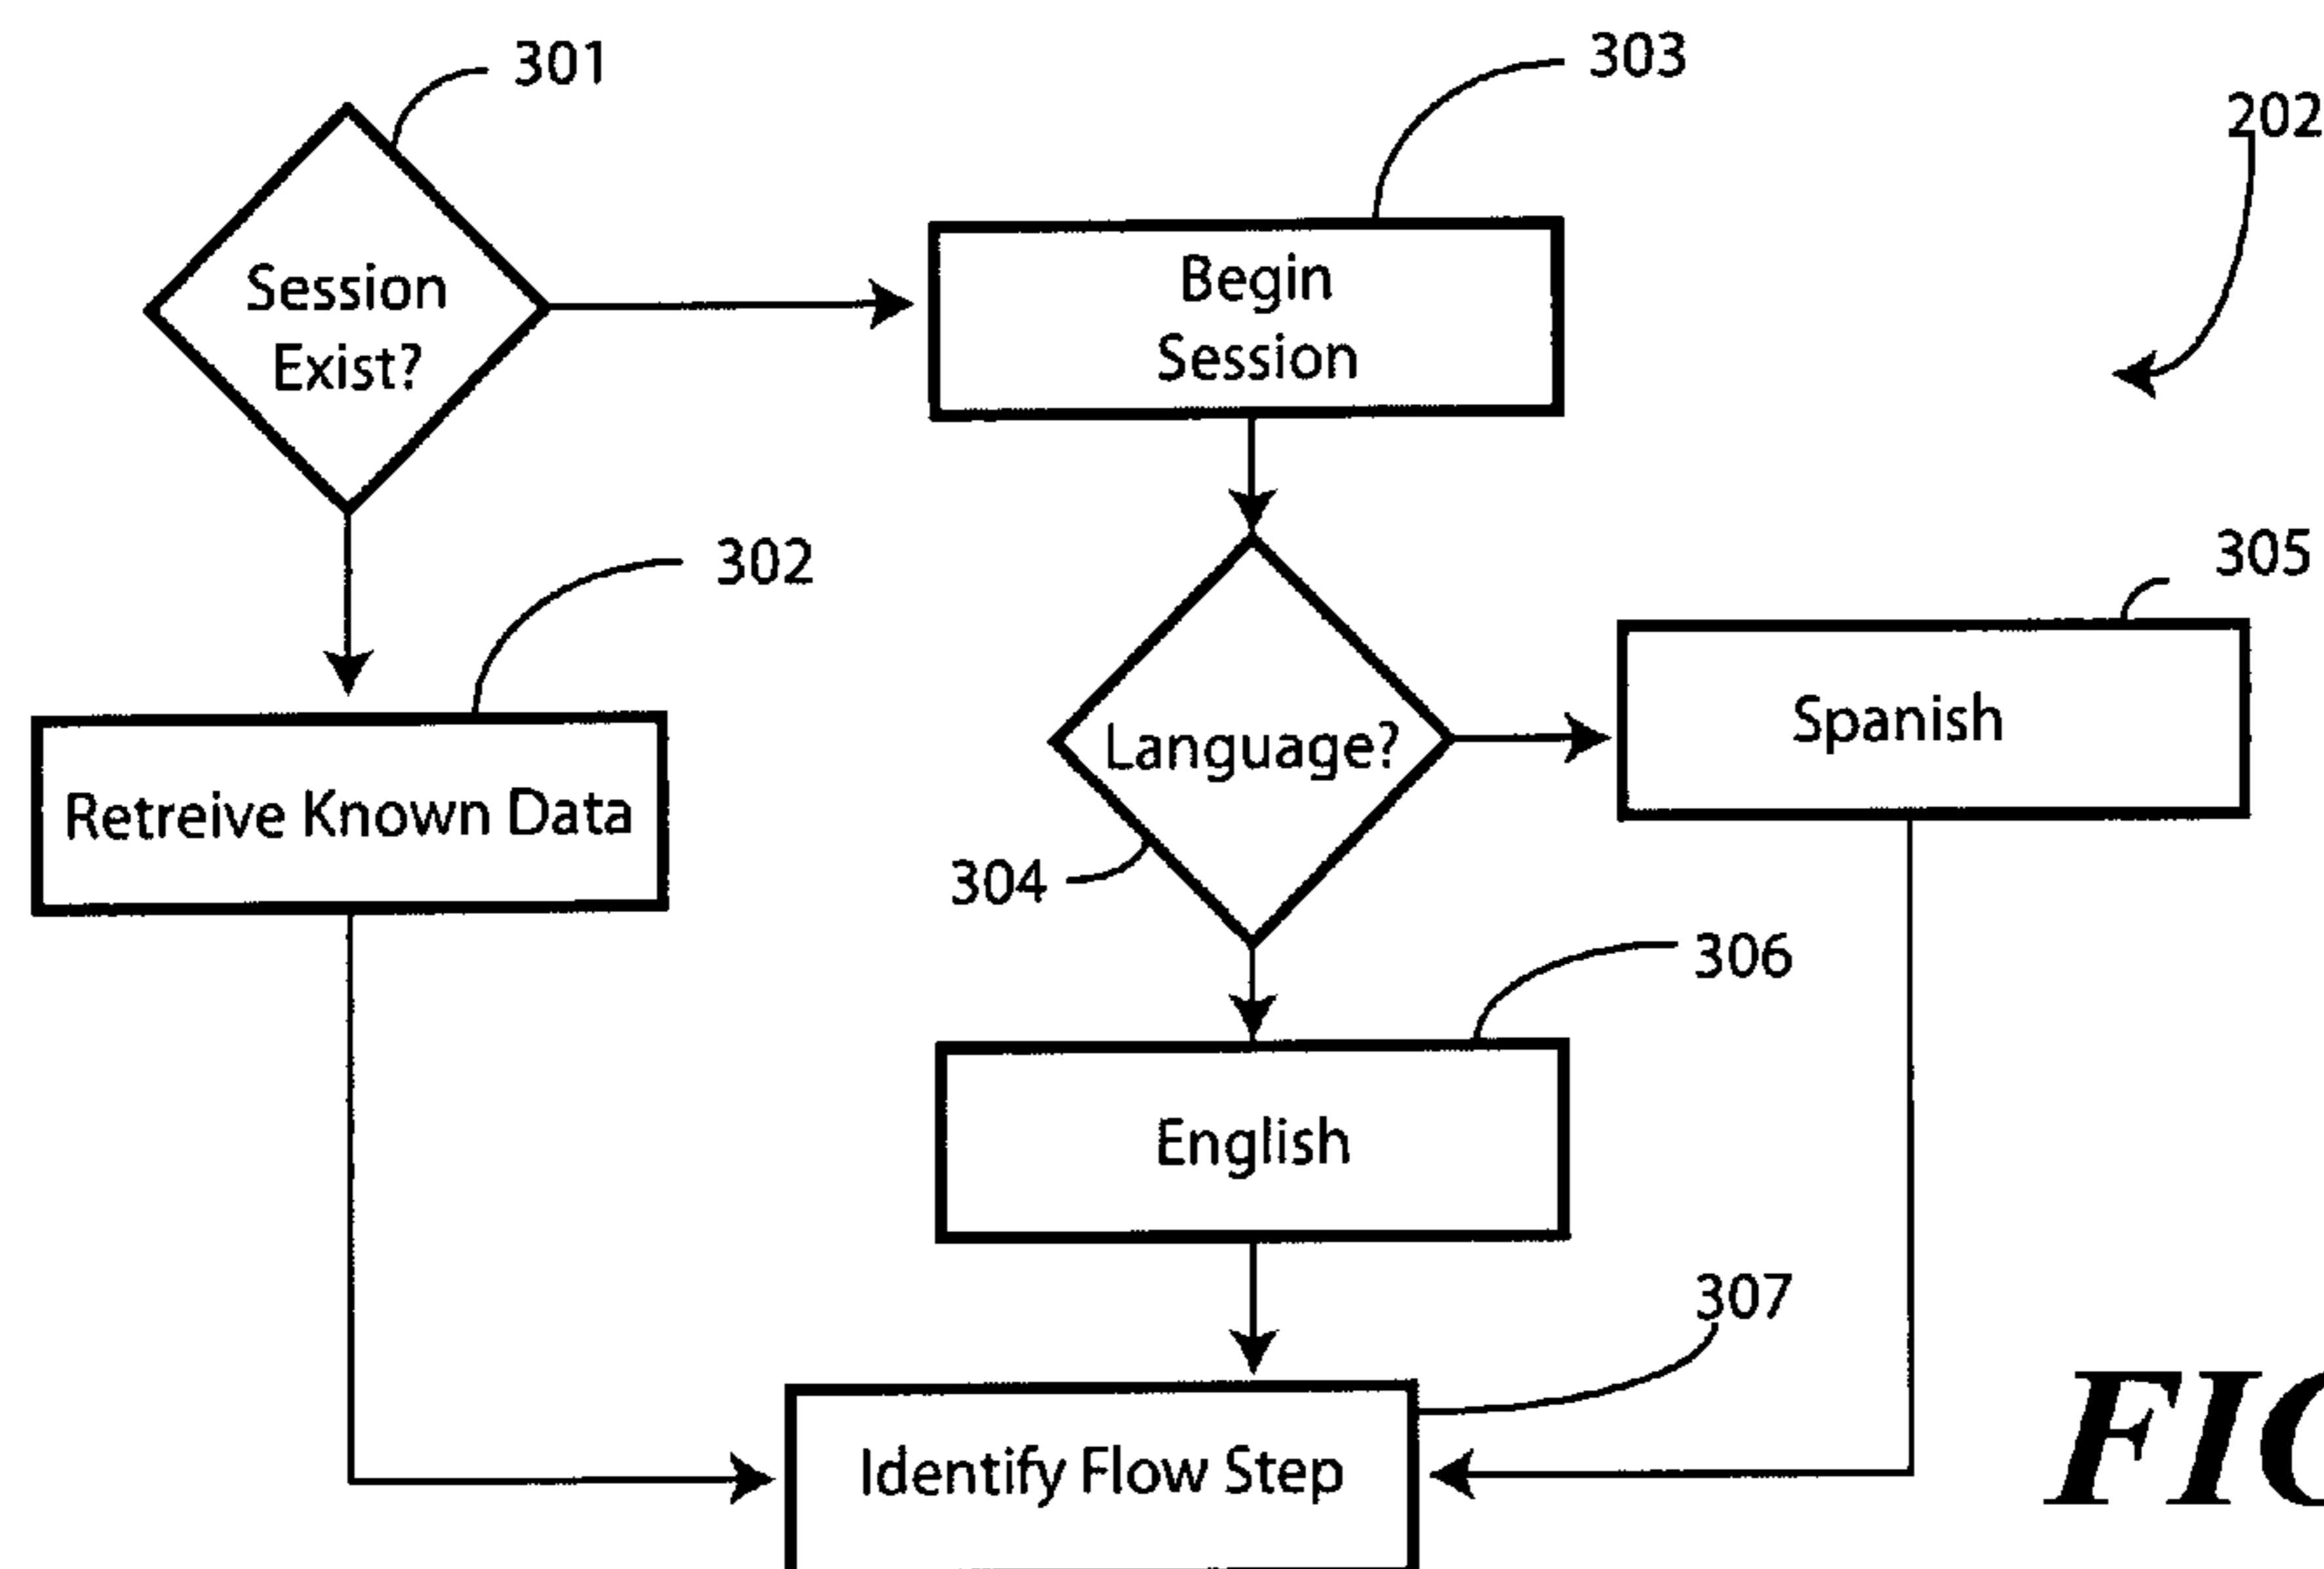 301
303
202
Session
Exist?
Begin
Session
302
305
Retreive Known Data
Language?
Spanish
304
306
English
307
Identify Flow Step